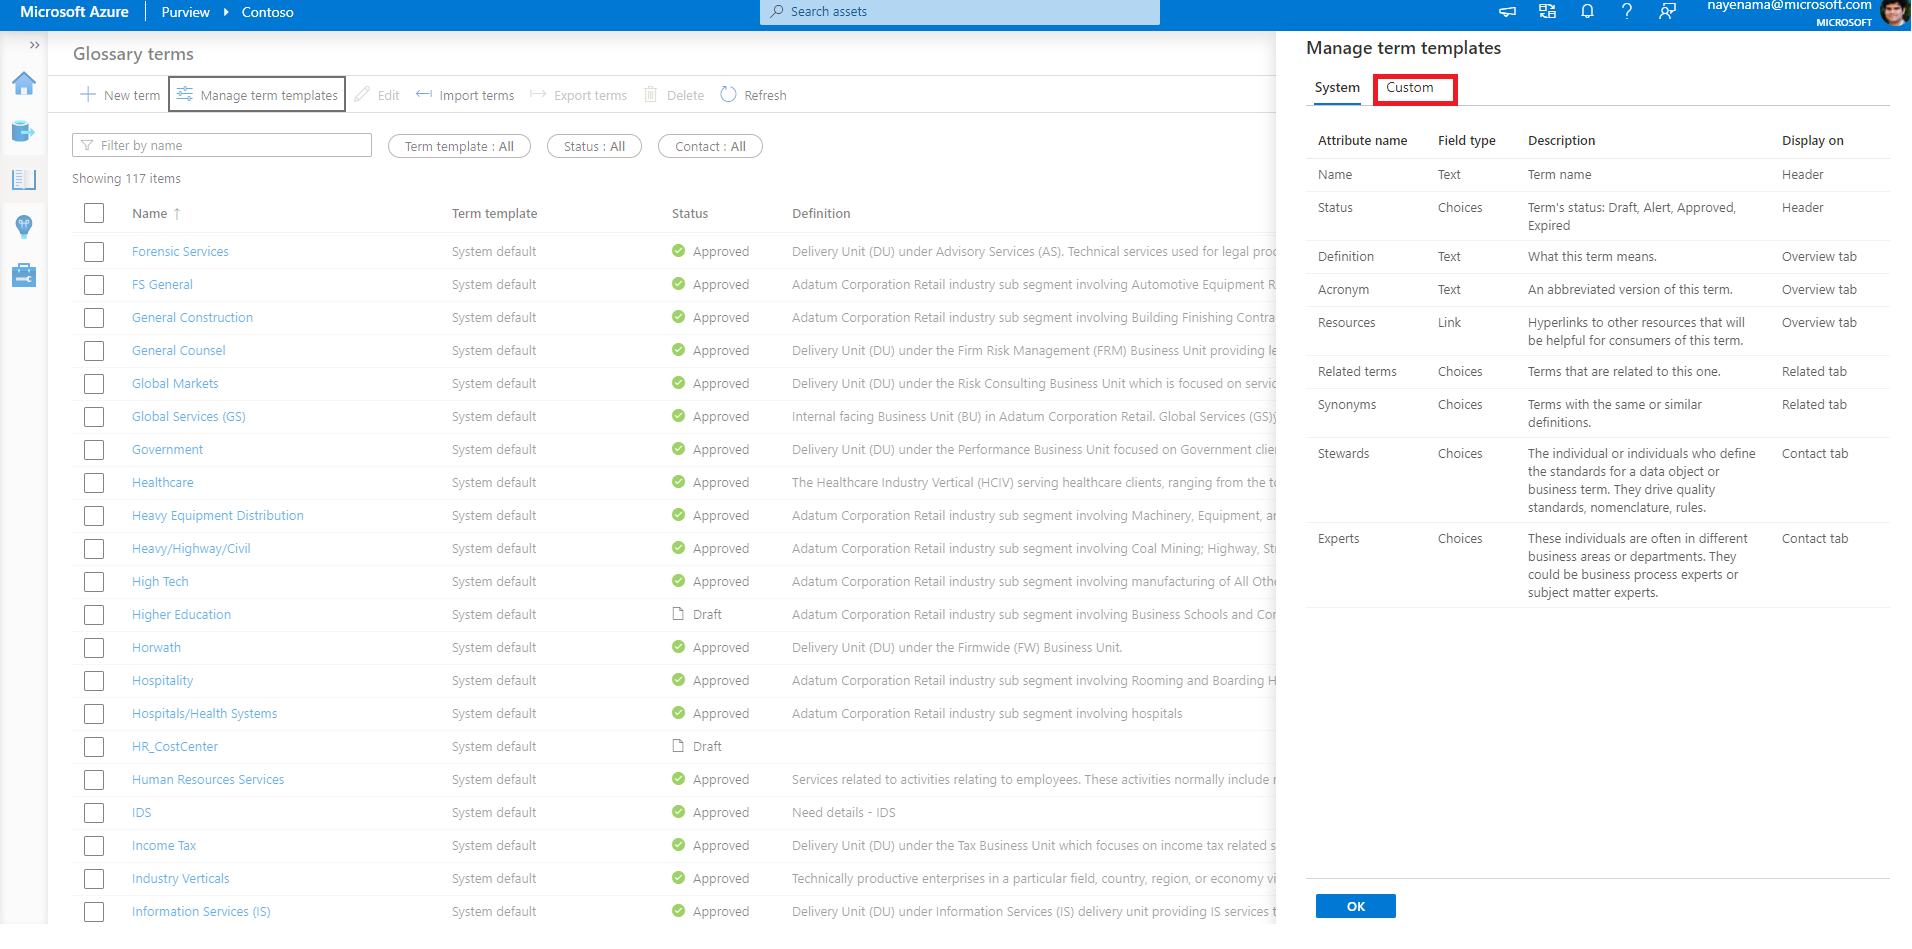 Microsoft Azure Purview Contoso Search assets nayenama@microsoft.com
MICROSOFT
Glossary terms
New term Manage term templates Edit Import terms Export terms Delete Refresh
Filter by name Term template : All Status : All Contact : All
Showing 117 items
Name ↑ Term template Status Definition
Forensic Services System default Approved Delivery Unit (DU) under Advisory Services (AS). Technical services used for legal
FS General System default Approved Adatum Corporation Retail industry sub segment involving Automotive Equipment
General Construction System default Approved Adatum Corporation Retail industry sub segment involving Building Finishing
General Counsel System default Approved Delivery Unit (DU) under the Firm Risk Management (FRM) Business Unit providing
Global Markets System default Approved Delivery Unit (DU) under the Risk Consulting Business Unit which is focused on
Global Services (GS) System default Approved Internal facing Business Unit (BU) in Adatum Corporation Retail. Global Services (GS)
Government System default Approved Delivery Unit (DU) under the Performance Business Unit focused on Government
Healthcare System default Approved The Healthcare Industry Vertical (HCIV) serving healthcare clients, ranging from the
Heavy Equipment Distribution System default Approved Adatum Corporation Retail industry sub segment involving Machinery, Equipment,
Heavy/Highway/Civil System default Approved Adatum Corporation Retail industry sub segment involving Coal Mining; Highway,
High Tech System default Approved Adatum Corporation Retail industry sub segment involving manufacturing of All
Higher Education System default Draft Adatum Corporation Retail industry sub segment involving Business Schools and
Horwath System default Approved Delivery Unit (DU) under the Firmwide (FW) Business Unit.
Hospitality System default Approved Adatum Corporation Retail industry sub segment involving Rooming and Boarding
Hospitals/Health Systems System default Approved Adatum Corporation Retail industry sub segment involving hospitals
HR_CostCenter System default Draft
Human Resources Services System default Approved Services related to activities relating to employees. These activities normally include
IDS System default Approved Need details - IDS
Income Tax System default Approved Delivery Unit (DU) under the Tax Business Unit which focuses on income tax related
Industry Verticals System default Approved Technically productive enterprises in a particular field, country, region, or economy
Information Services (IS) System default Approved Delivery Unit (DU) under Information Services (IS) delivery unit providing IS services
Manage term templates
System Custom
Attribute name Field type Description Display on
Name Text Term name Header
Status Choices Term's status: Draft, Alert, Approved, Header
Expired
Definition Text What this term means. Overview tab
Acronym Text An abbreviated version of this term. Overview tab
Resources Link Hyperlinks to other resources that will Overview tab
be helpful for consumers of this term.
Related terms Choices Terms that are related to this one. Related tab
Synonyms Choices Terms with the same or similar Related tab
definitions.
Stewards Choices The individual or individuals who define Contact tab
the standards for a data object or
business term. They drive quality
standards, nomenclature, rules.
Experts Choices These individuals are often in different Contact tab
business areas or departments. They
could be business process experts or
subject matter experts.
OK